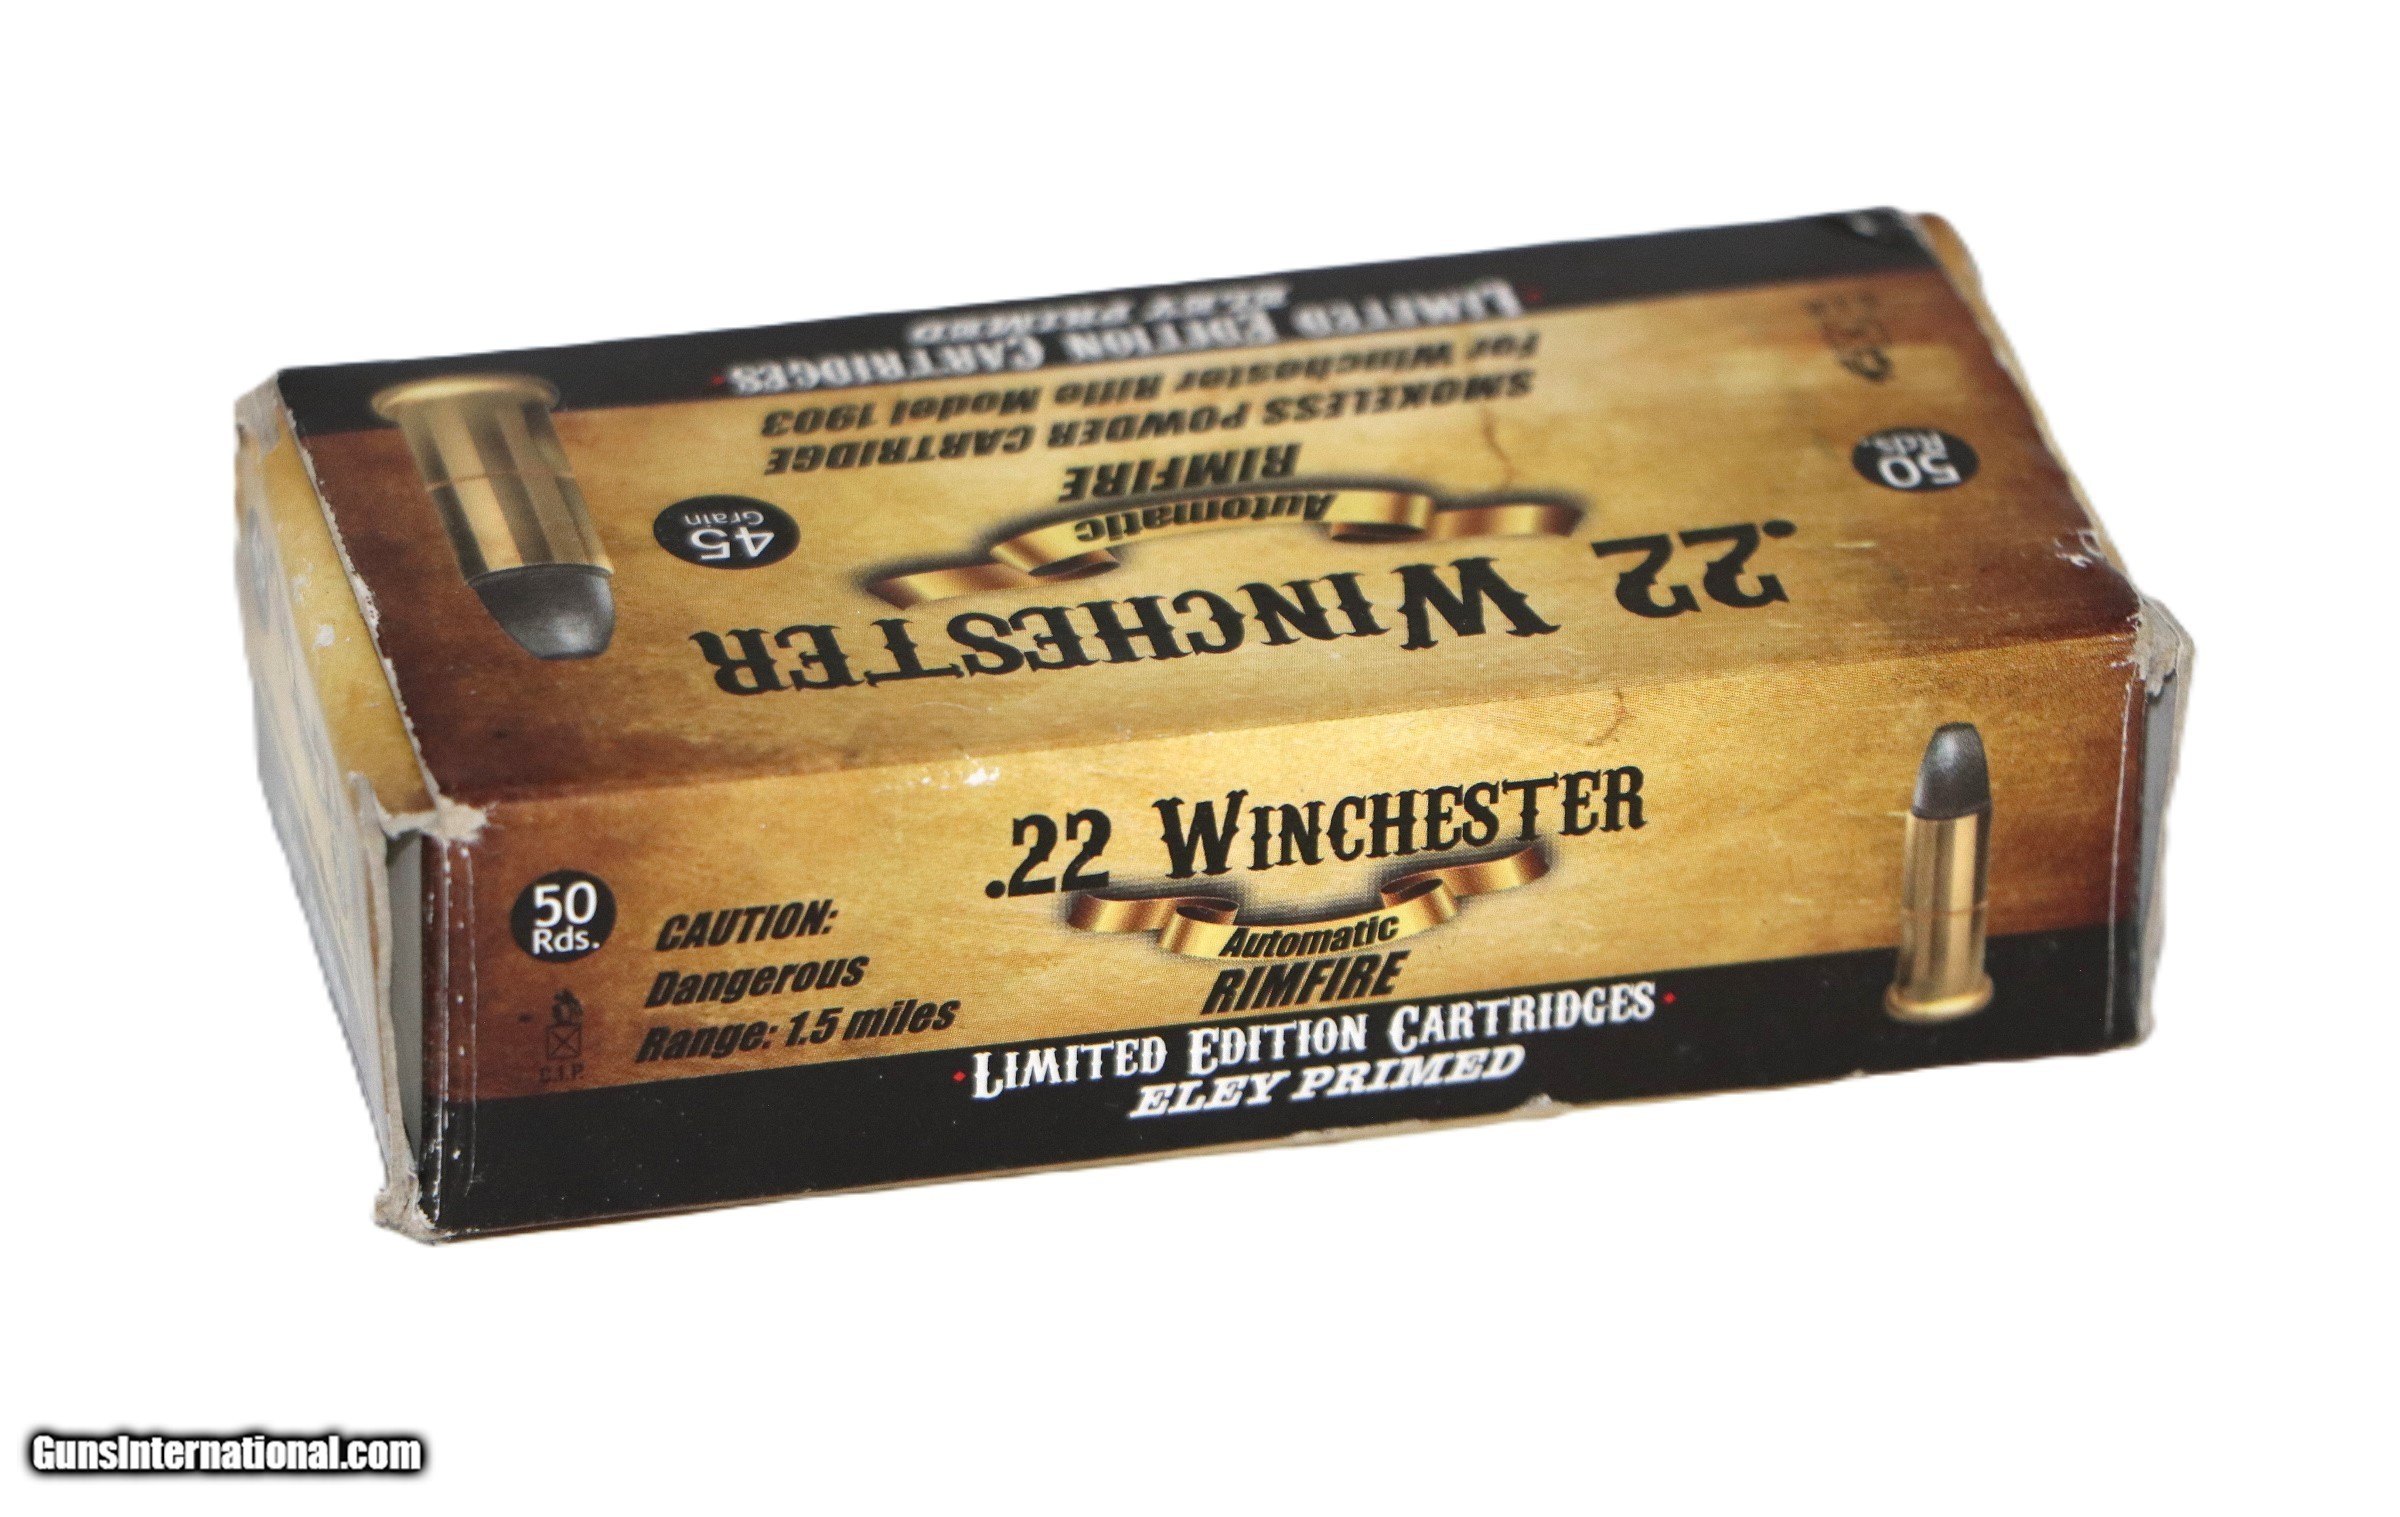 .22 WINCHESTER
Automatic
RIMFIRE
SMOKELESS POWDER CARTRIDGE
For Winchester Rifle Model 1903
LIMITED EDITION CARTRIDGES
ELEY PRIMED
45
Grain
50
Rds.
.22 WINCHESTER
Automatic
RIMFIRE
LIMITED EDITION CARTRIDGES
ELEY PRIMED
50
Rds.
CAUTION:
Dangerous
Range: 1.5 miles
C.I.P.
GunsInternational.com